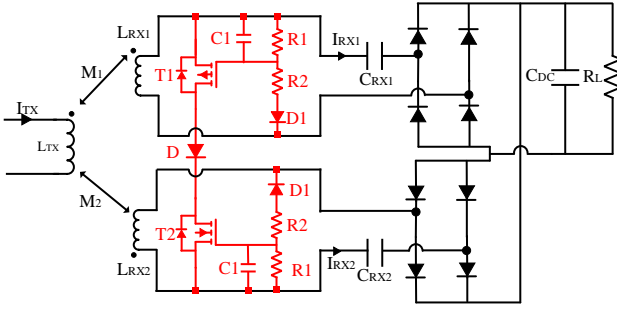 LRX1 C1 R1 IRX1
M1 T1 R2 CRX1 CDC RL
ITX D1
LTX D
M2 D1
T2 R2
LRX2 C1 R1 IRX2 CRX2